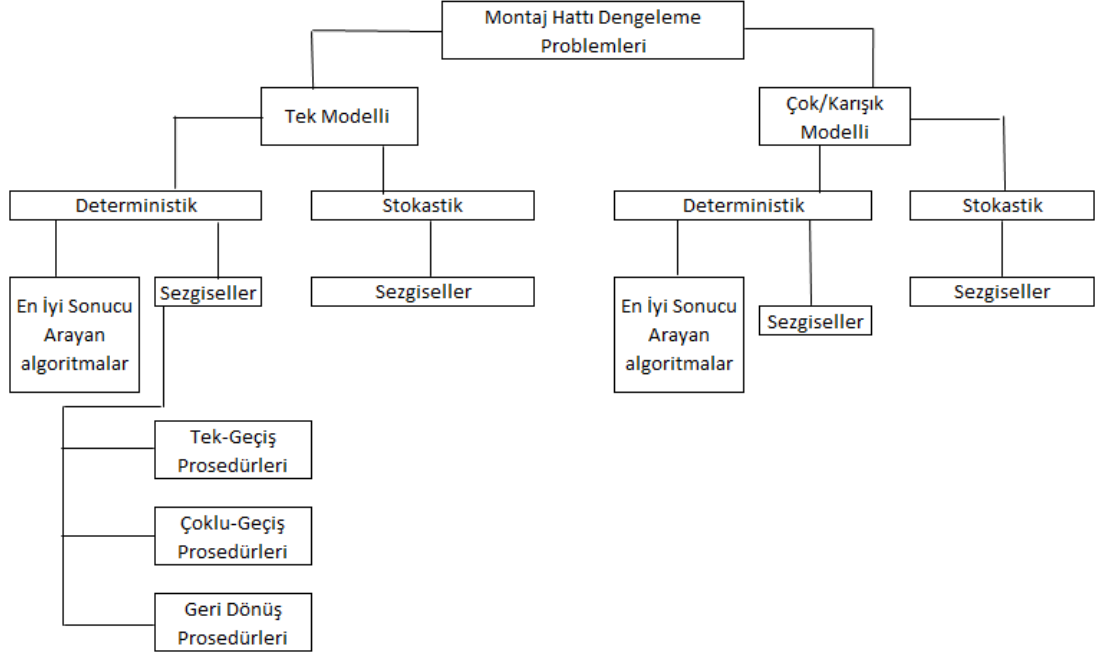 Montaj Hattı Dengeleme
Problemleri
Tek Modelli
Çok/Karışık
Modelli
Deterministik
Stokastik
Deterministik
Stokastik
En İyi Sonucu
Arayan
algoritmalar
Sezgiseller
Sezgiseller
En İyi Sonucu
Arayan
algoritmalar
Sezgiseller
Sezgiseller
Tek-Geçiş
Prosedürleri
Çoklu-Geçiş
Prosedürleri
Geri Dönüş
Prosedürleri